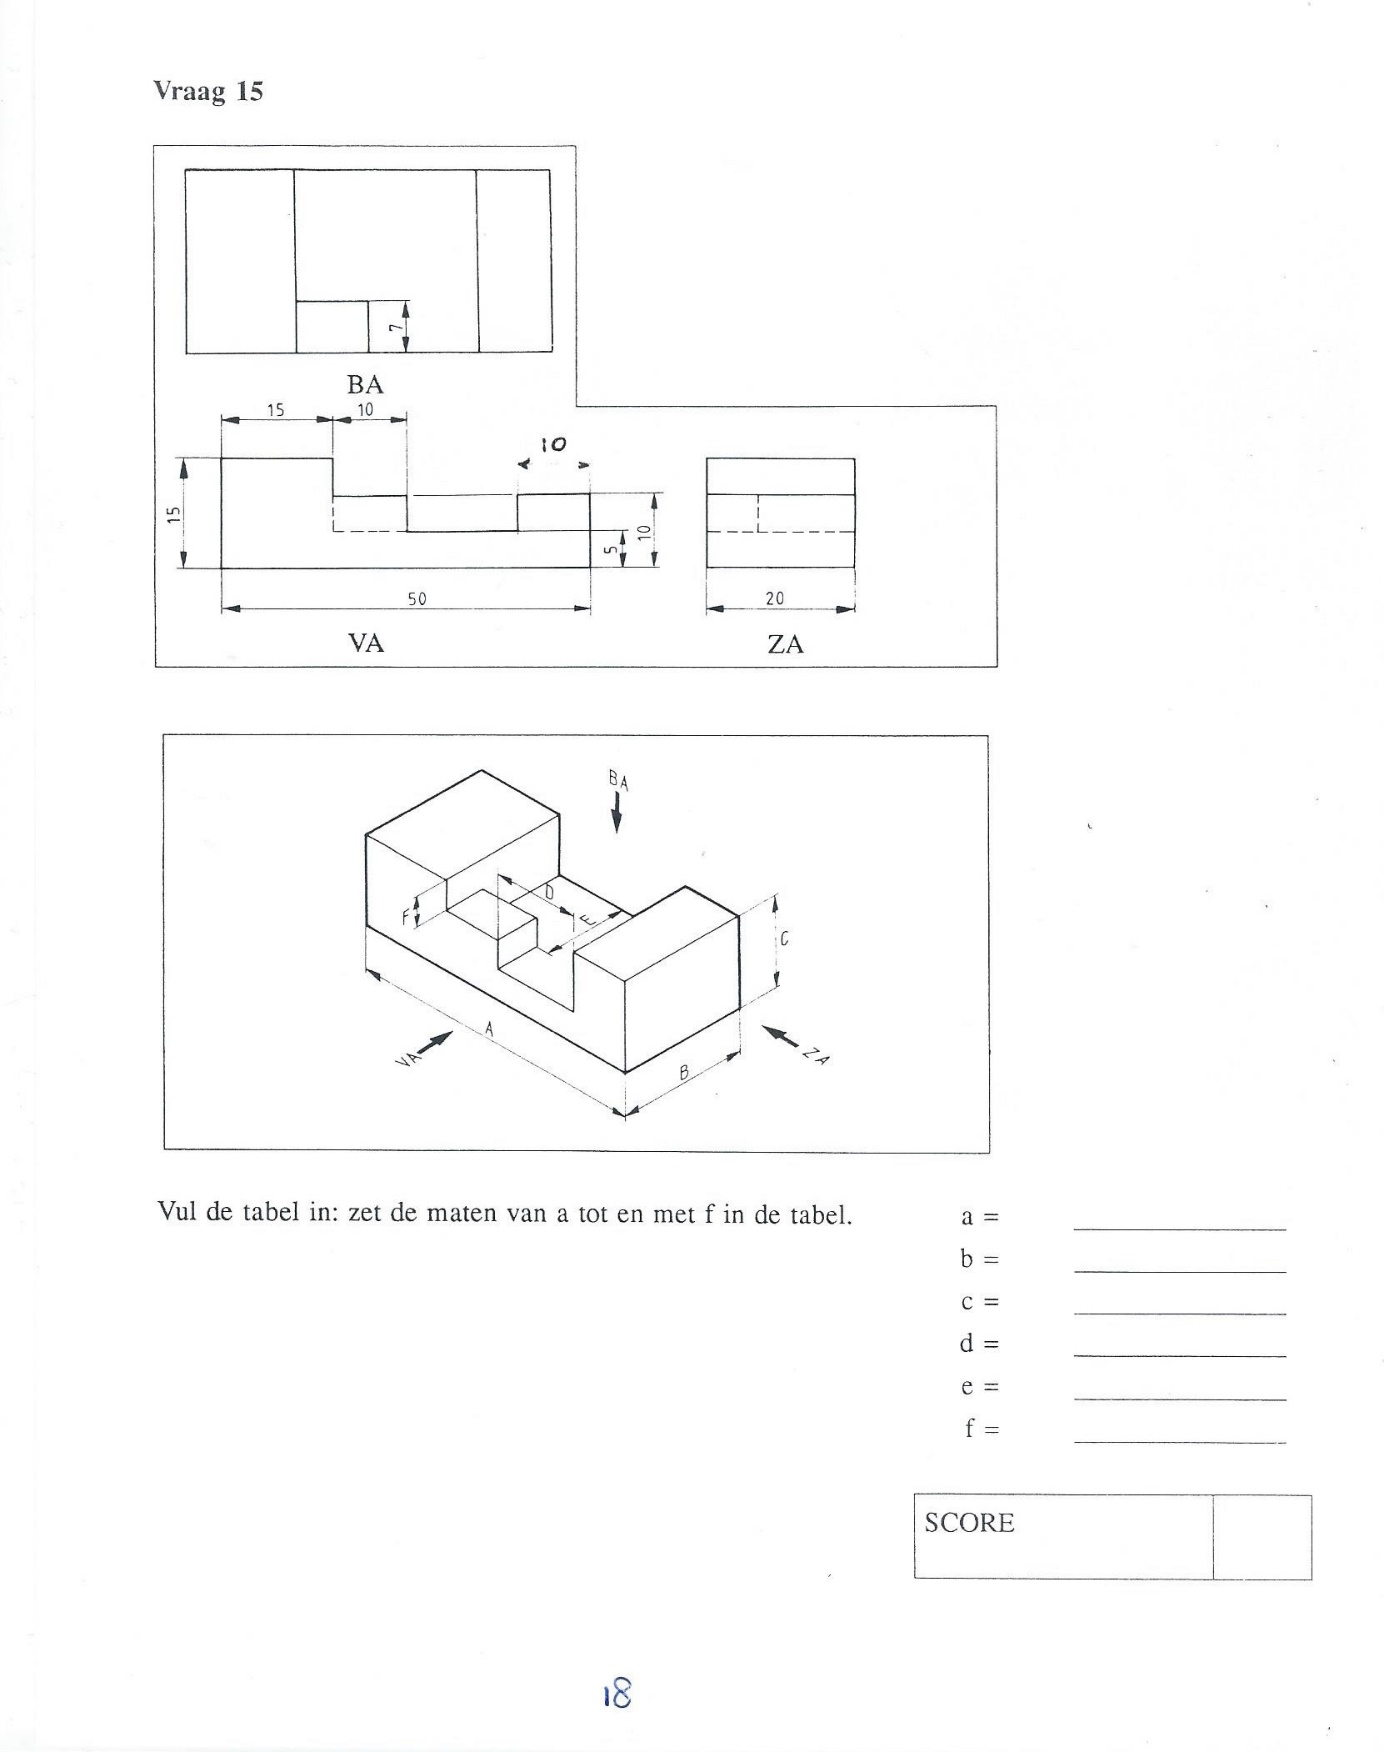 Vraag 15
7
BA
15 10
10
15
5
10
50
20
VA
ZA
BA
D
F
E
C
A
VA
ZA
B
Vul de tabel in: zet de maten van a tot en met f in de tabel.
a =
b =
c =
d =
e =
f =
SCORE
18